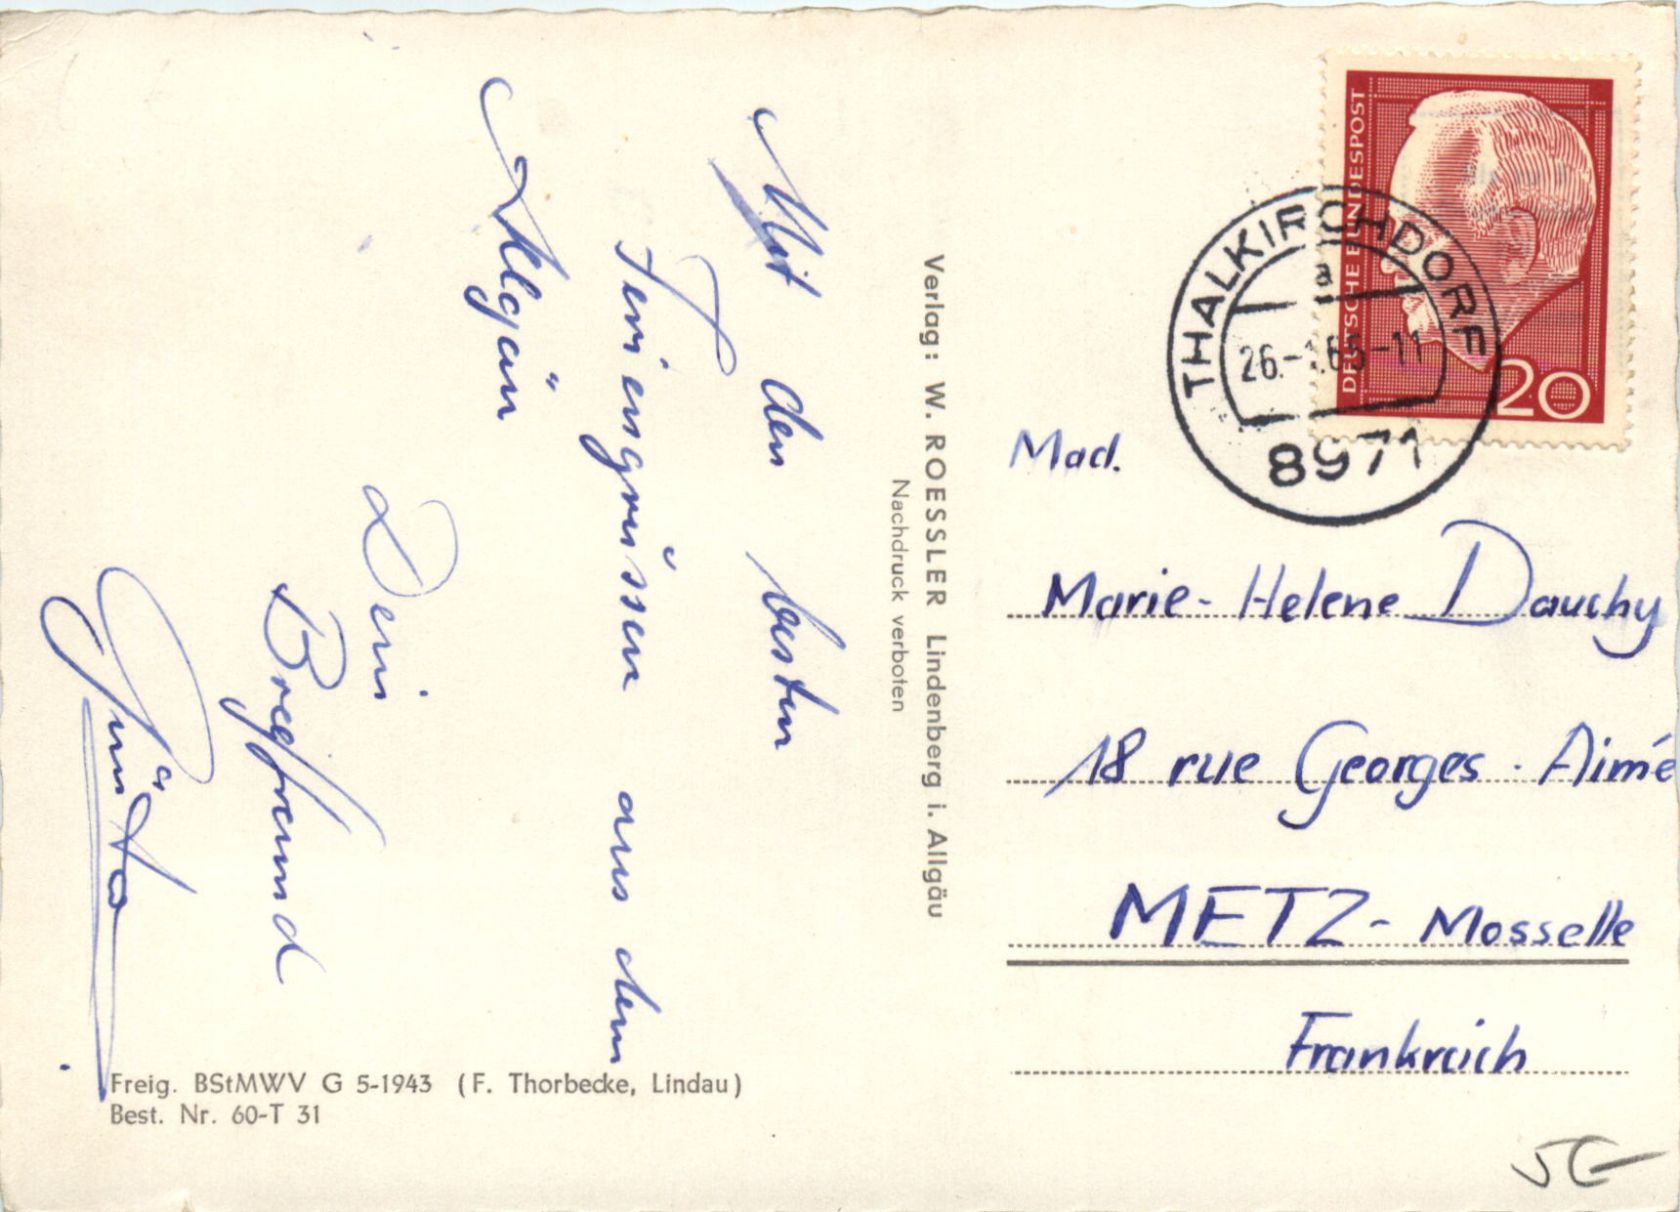 Mit den besten
Feriengrüssen aus dem
Allgäu
Dein
Brieffreund
Günter
Freig. BStMWV G 5-1943 (F. Thorbecke, Lindau)
Best. Nr. 60-T 31
Verlag: W. ROESSLER Lindenberg i. Allgäu
Nachdruck verboten
DEUTSCHE BUNDESPOST
20
THALKIRCHDORF
a
8971
Mad.
Marie-Helene Dauchy
18 rue Georges-Aimé
METZ - Mosselle
Frankreich